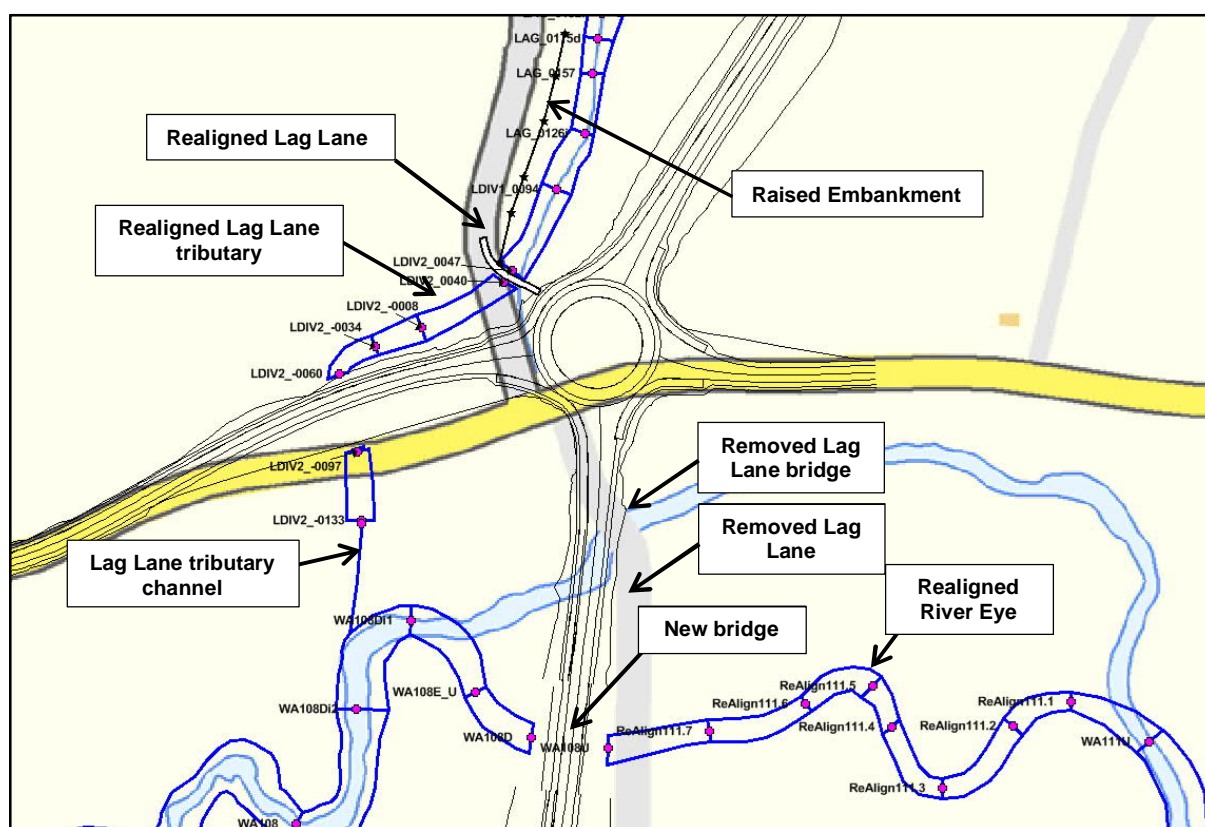 LAG_0175d
LAG_0157
LAG_0126i
Realigned Lag Lane
Raised Embankment
LDIV1_0094
Realigned Lag Lane
tributary
LDIV2_0047
LDIV2_0040
LDIV2_-0008
LDIV2_-0034
LDIV2_-0060
LDIV2_-0097
Removed Lag
Lane bridge
LDIV2_-0133
Removed Lag
Lane
Lag Lane tributary
channel
Realigned
River Eye
WA108Di1
New bridge
WA108E_U
ReAlign111.5
ReAlign111.6
ReAlign111.1
WA108Di2
ReAlign111.4
ReAlign111.2
ReAlign111.7
WA108D
WA108U
WA111U
ReAlign111.3
WA108